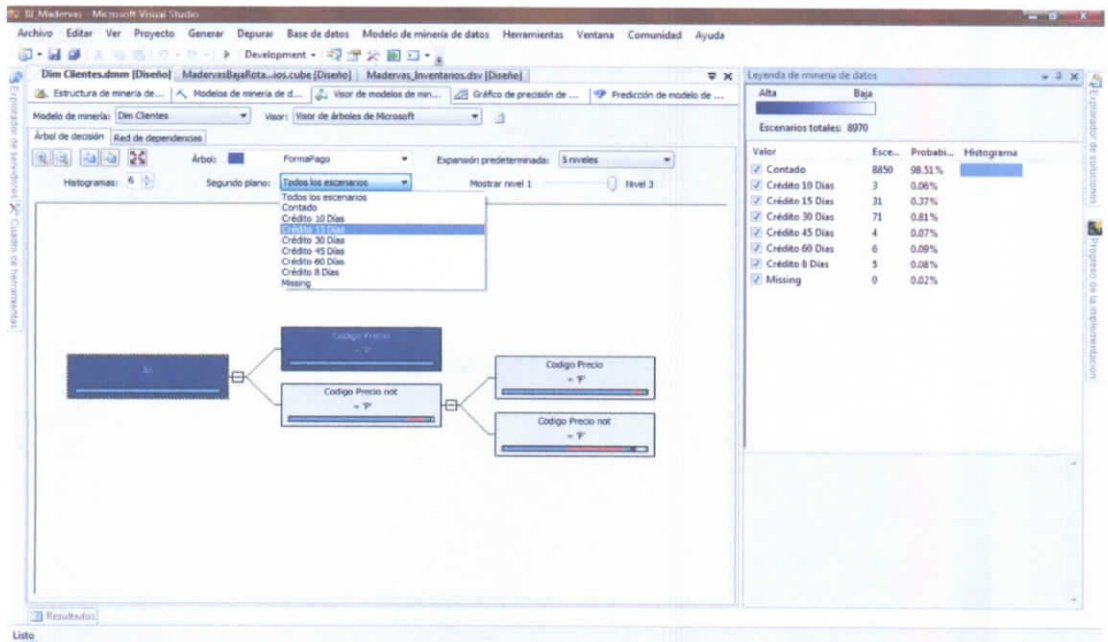 BI_Madervas - Microsoft Visual Studio
Archivo Editar Ver Proyecto Generar Depurar Base de datos Modelo de minería de datos Herramientas Ventana Comunidad Ayuda
Development
Dim Clientes.dmm [Diseño] MadervasBajaRota...ios.cube [Diseño] Madervas_Inventarios.dsv [Diseño]
Estructura de minería de... Modelos de minería de d... Visor de modelos de min... Gráfico de precisión de ... Predicción de modelo de ...
Modelo de minería: Dim Clientes Visor: Visor de árboles de Microsoft
Árbol de decisión Red de dependencias
Árbol: FormaPago Expansión predeterminada: 5 niveles
Histogramas: 6 Segundo plano: Todos los escenarios Mostrar nivel 1 Nivel 3
Todos los escenarios
Contado
Crédito 10 Días
Crédito 15 Días
Crédito 30 Días
Crédito 45 Días
Crédito 60 Días
Crédito 8 Días
Missing
Codigo Precio
Codigo Precio not
Codigo Precio
Codigo Precio not
Leyenda de minería de datos
Alta Baja
Escenarios totales: 8970
Valor Esce... Probabi... Histograma
Contado 8850 98.51%
Crédito 10 Días 3 0.06%
Crédito 15 Días 31 0.37%
Crédito 30 Días 71 0.81%
Crédito 45 Días 4 0.07%
Crédito 60 Días 6 0.09%
Crédito 8 Días 5 0.08%
Missing 0 0.02%
Explorador de servidores
Cuadro de herramientas
Explorador de soluciones
Progreso de la implementación
Resultados
Listo